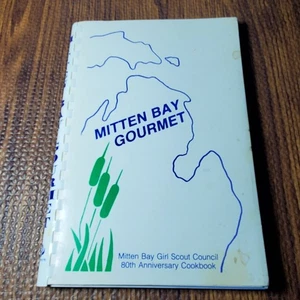 MITTEN BAY
GOURMET
Mitten Bay Girl Scout Council
80th Anniversary Cookbook